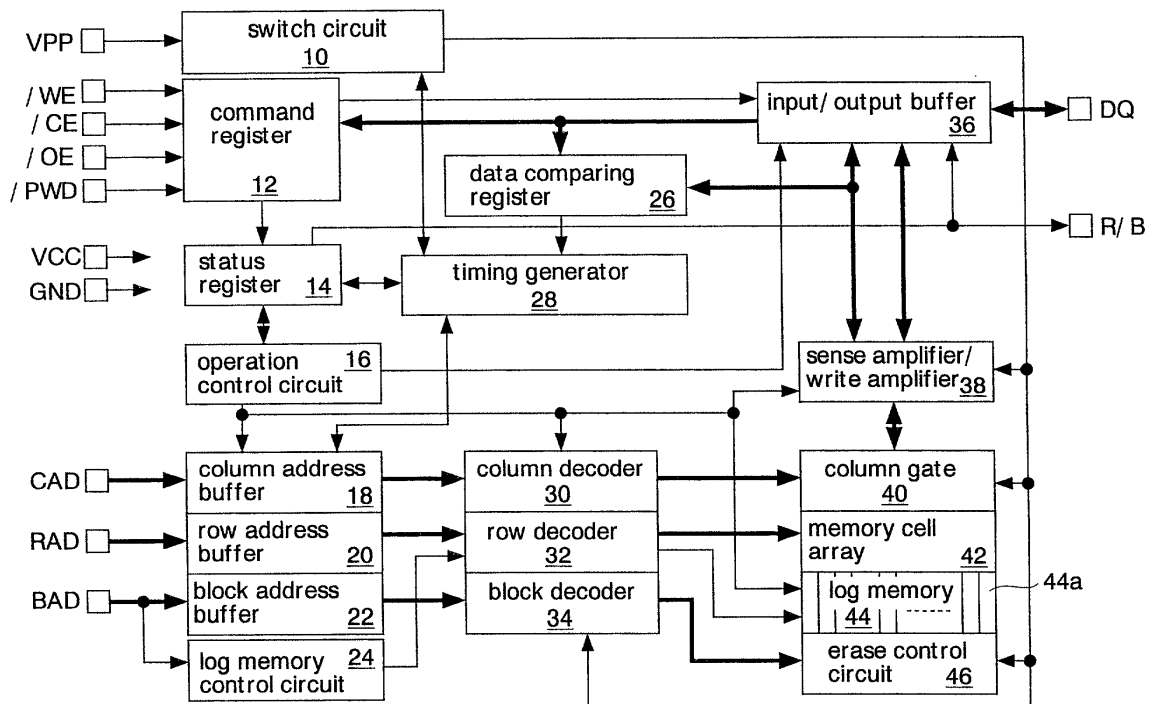 VPP
switch circuit
10
/ WE
/ CE
/ OE
/ PWD
command
register
12
input/ output buffer
36
DQ
data comparing
register
26
R/ B
VCC
GND
status
register
14
timing generator
28
operation
control circuit
16
sense amplifier/
write amplifier
38
CAD
column address
buffer
18
column decoder
30
column gate
40
RAD
row address
buffer
20
row decoder
32
memory cell
array
42
BAD
block address
buffer
22
block decoder
34
log memory
44
44a
log memory
control circuit
24
erase control
circuit
46